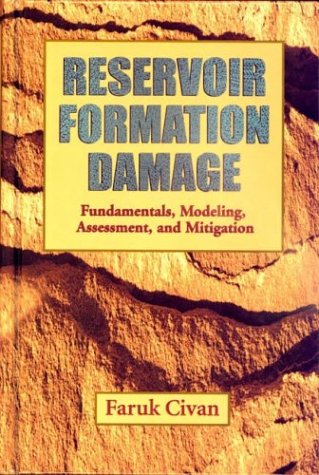 RESERVOIR
FORMATION
DAMAGE
Fundamentals, Modeling,
Assessment, and Mitigation
Faruk Civan